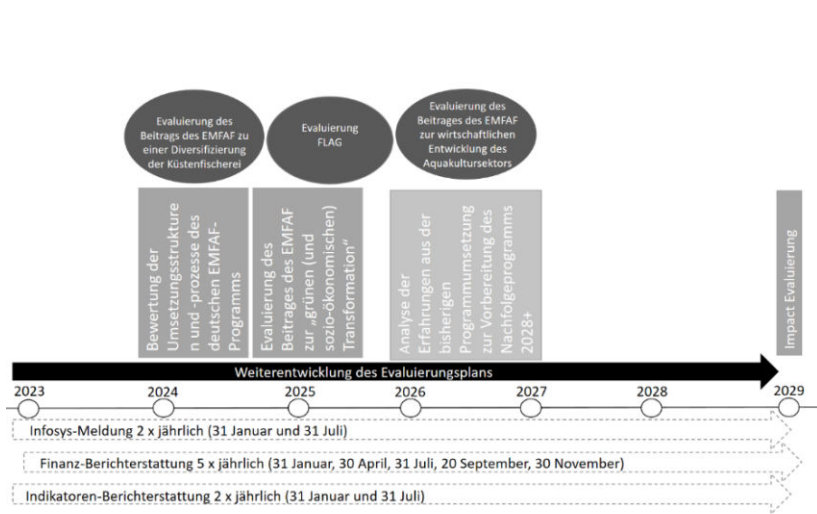 Evaluierung des
Beitrags des EMFAF zu
einer Diversifizierung
der Küstenfischerei
Evaluierung
FLAG
Evaluierung des
Beitrages des EMFAF
zur wirtschaftlichen
Entwicklung des
Aquakultursektors
Bewertung der
Umsetzungsstrukture
n und -prozesse des
deutschen EMFAF-
Programms
Evaluierung des
Beitrages des EMFAF
zur „grünen (und
sozio-ökonomischen)
Transformation“
Analyse der
Erfahrungen aus der
bisherigen
Programmumsetzung
zur Vorbereitung des
Nachfolgeprogramms
2028+
Impact Evaluierung
Weiterentwicklung des Evaluierungsplans
2023 2024 2025 2026 2027 2028 2029
Infosys-Meldung 2 x jährlich (31 Januar und 31 Juli)
Finanz-Berichterstattung 5 x jährlich (31 Januar, 30 April, 31 Juli, 20 September, 30 November)
Indikatoren-Berichterstattung 2 x jährlich (31 Januar und 31 Juli)